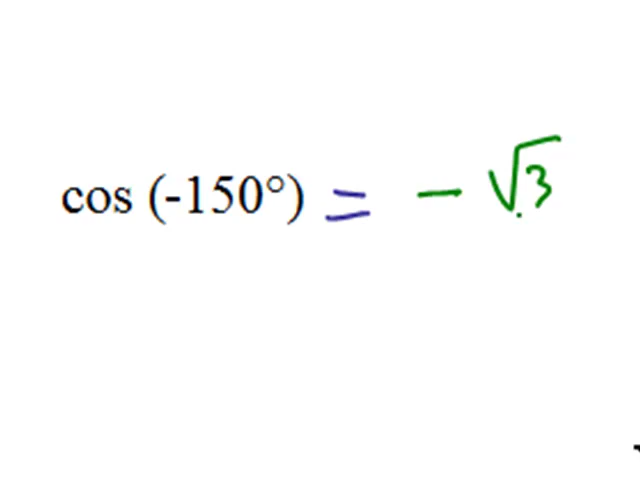 cos (-150°) = - √3